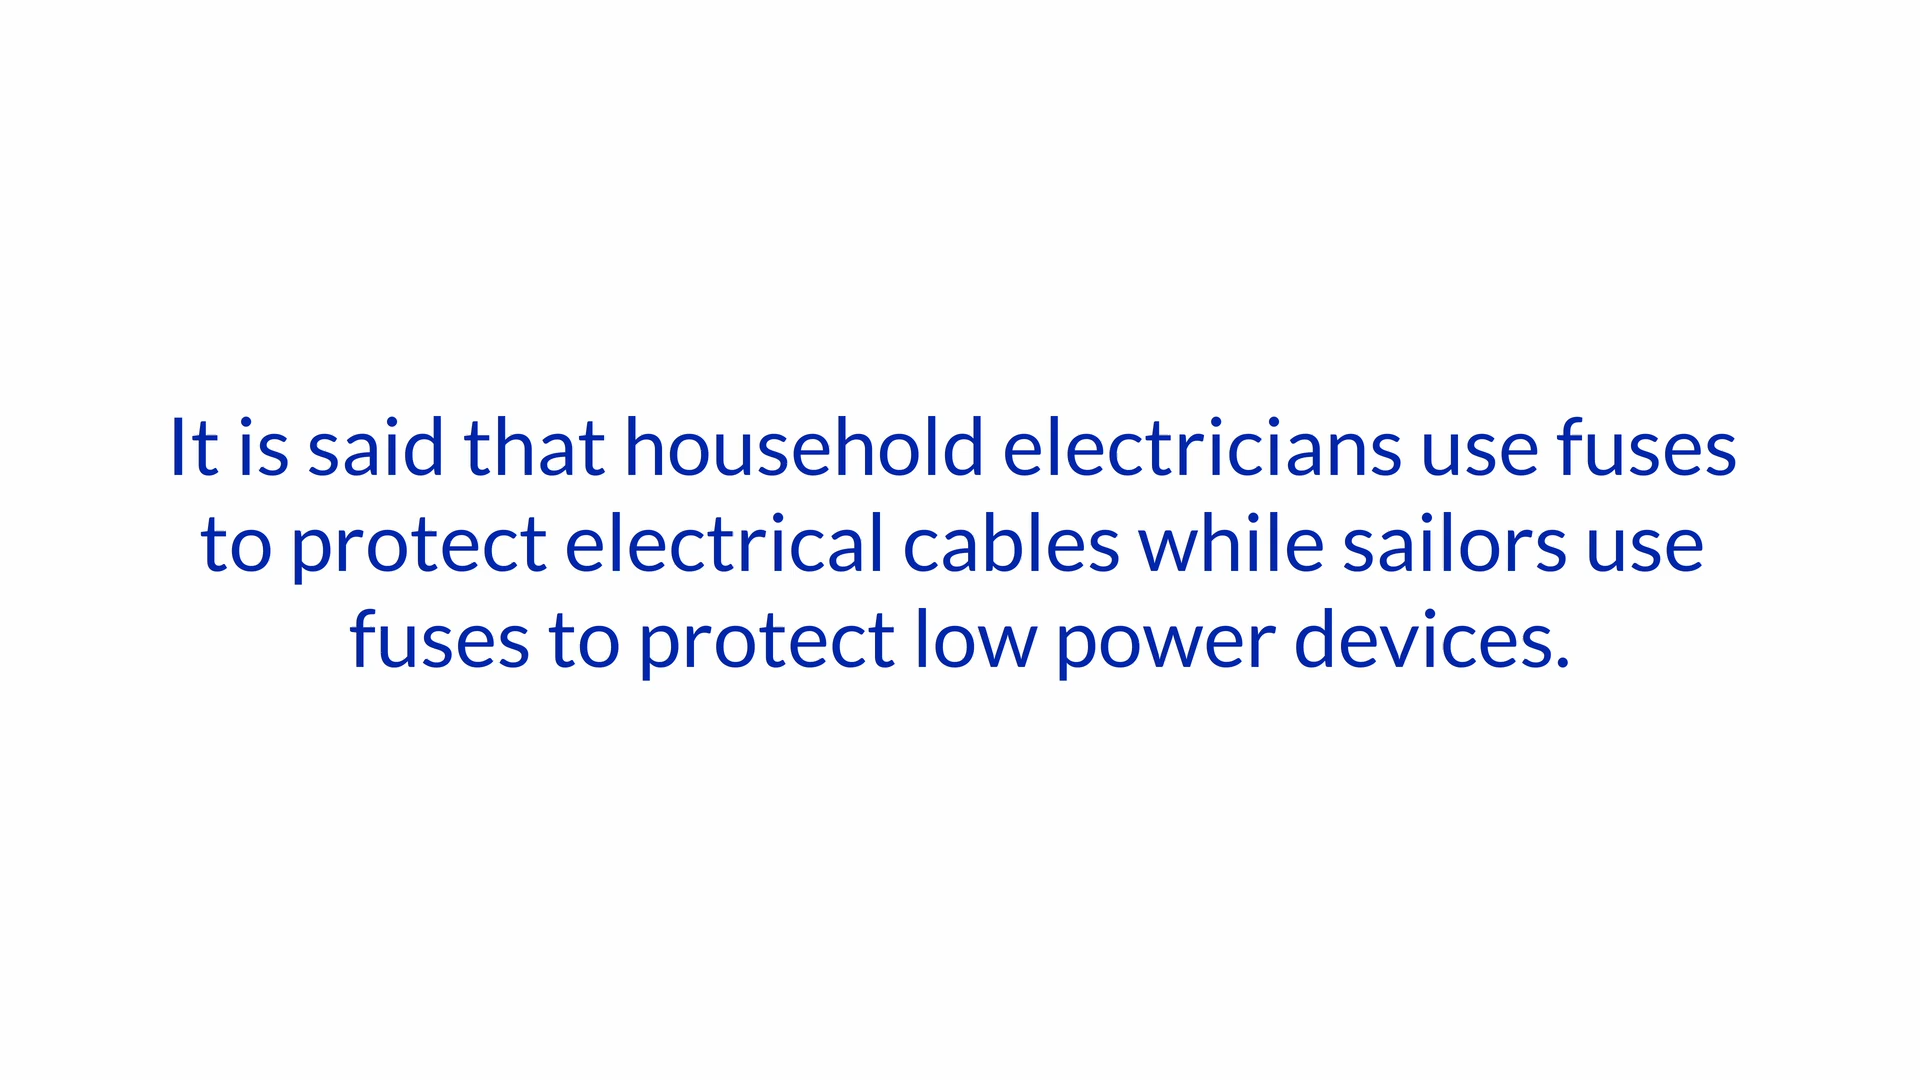 It is said that household electricians use fuses
to protect electrical cables while sailors use
fuses to protect low power devices.